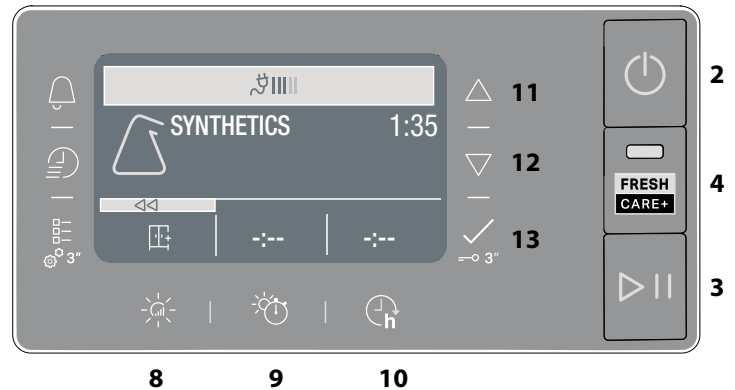 2
11
SYNTHETICS 1:35
12
FRESH
CARE+
4
-:-- -:--
3" 3"
13
3
h
8 9 10